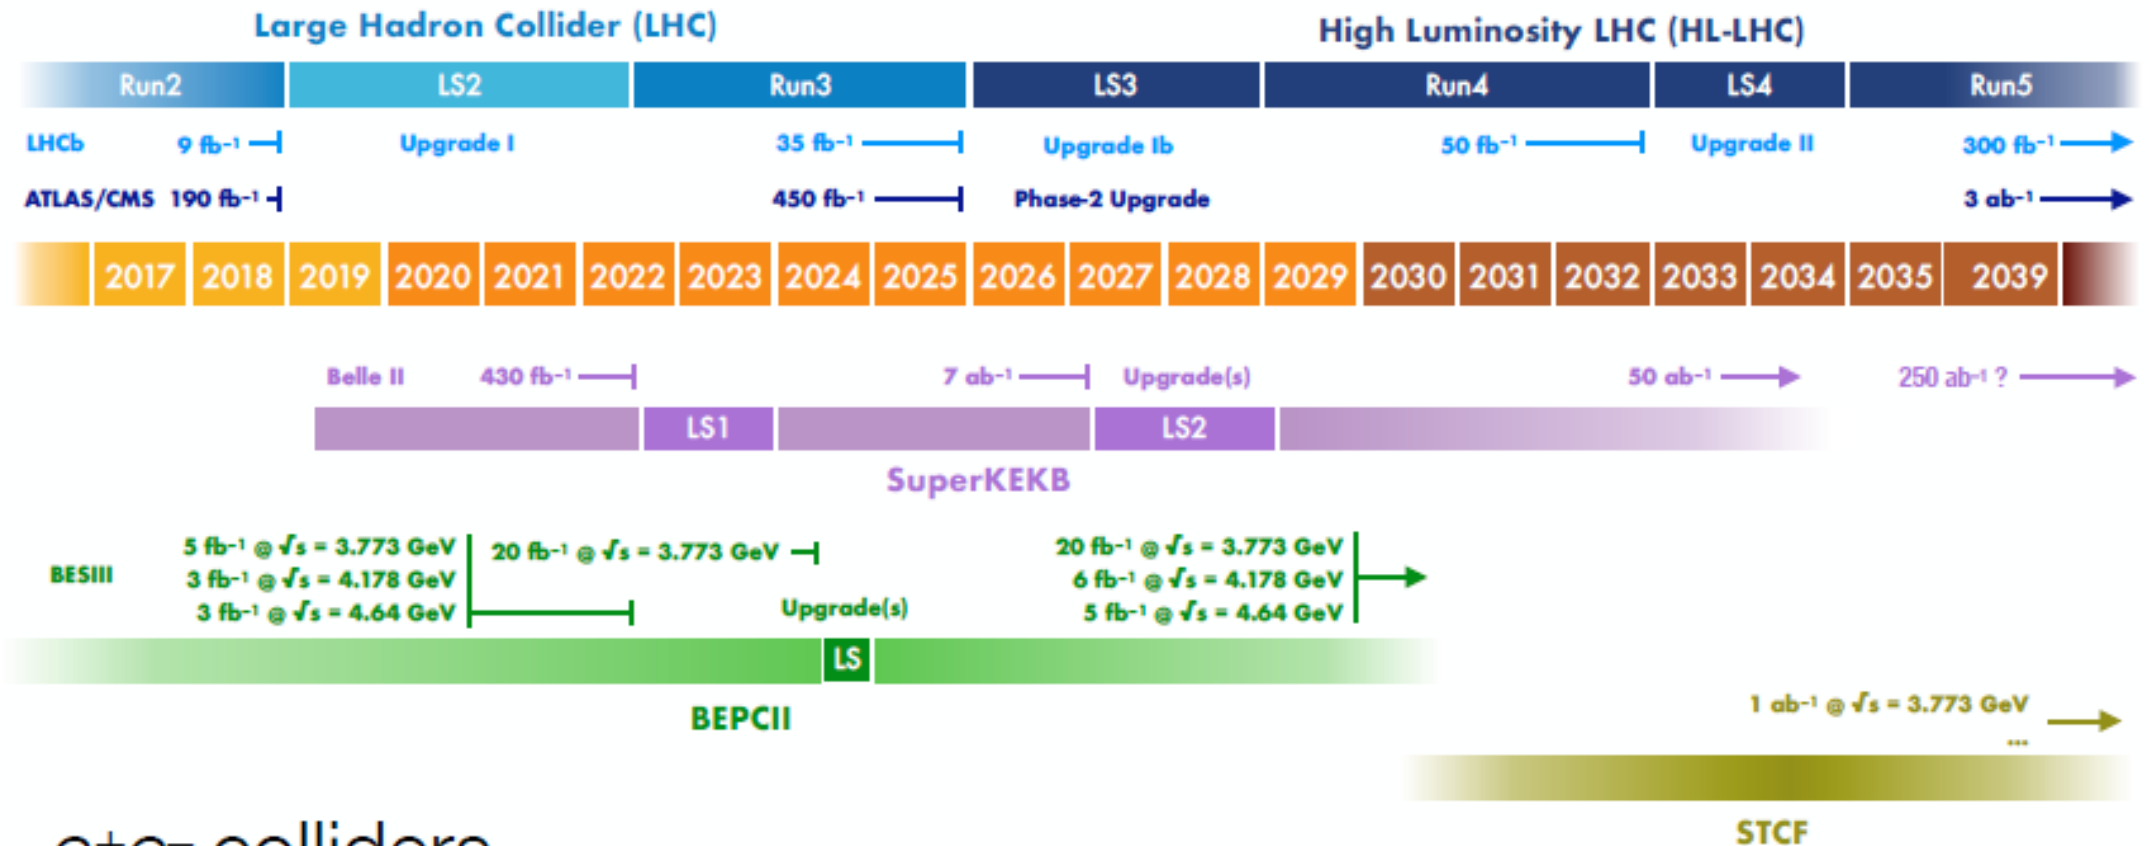 Large Hadron Collider (LHC) High Luminosity LHC (HL-LHC)
Run2 LS2 Run3 LS3 Run4 LS4 Run5
LHCb 9 fb⁻¹ Upgrade I 35 fb⁻¹ Upgrade Ib 50 fb⁻¹ Upgrade II 300 fb⁻¹
ATLAS/CMS 190 fb⁻¹ 450 fb⁻¹ Phase-2 Upgrade 3 ab⁻¹
2017 2018 2019 2020 2021 2022 2023 2024 2025 2026 2027 2028 2029 2030 2031 2032 2033 2034 2035 2039
Belle II 430 fb⁻¹ 7 ab⁻¹ Upgrade(s) 50 ab⁻¹ 250 ab⁻¹ ?
LS1 LS2
SuperKEKB
BESIII
5 fb⁻¹ @ √s = 3.773 GeV
3 fb⁻¹ @ √s = 4.178 GeV
3 fb⁻¹ @ √s = 4.64 GeV
20 fb⁻¹ @ √s = 3.773 GeV
Upgrade(s)
20 fb⁻¹ @ √s = 3.773 GeV
6 fb⁻¹ @ √s = 4.178 GeV
5 fb⁻¹ @ √s = 4.64 GeV
LS
BEPCII
1 ab⁻¹ @ √s = 3.773 GeV
...
STCF
e+e− colliders